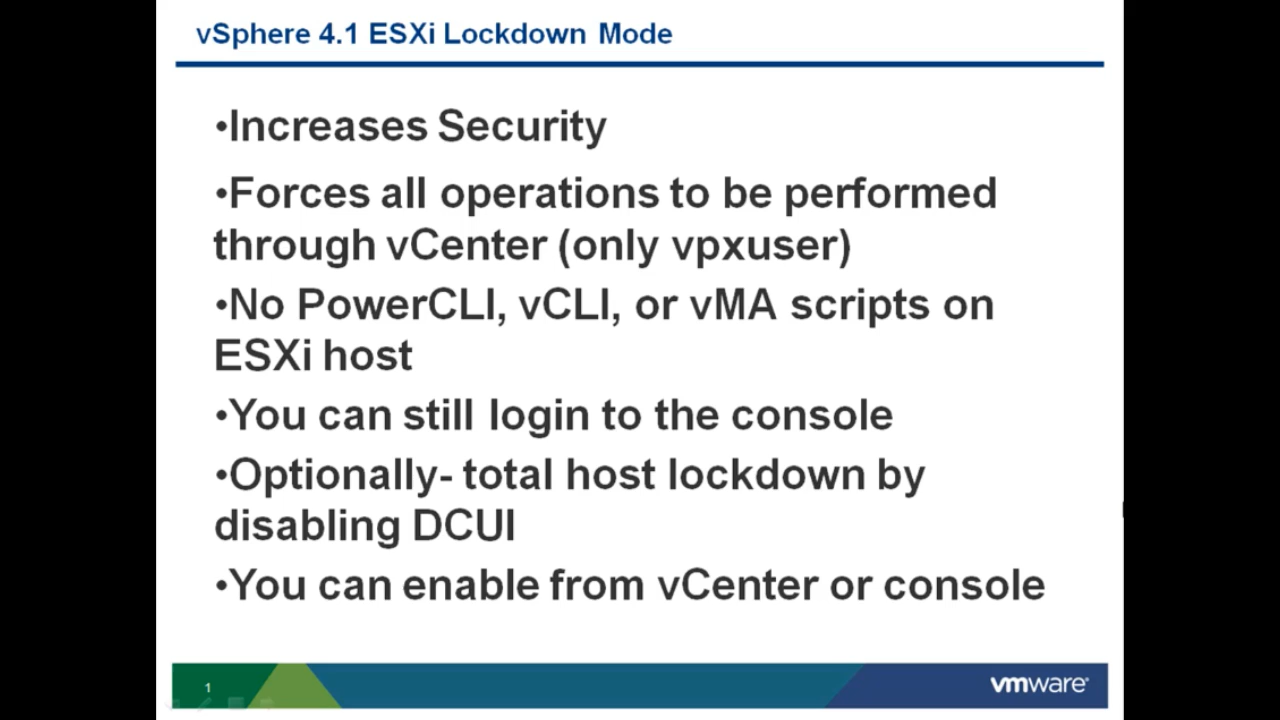 vSphere 4.1 ESXi Lockdown Mode
•Increases Security
•Forces all operations to be performed
through vCenter (only vpxuser)
•No PowerCLI, vCLI, or vMA scripts on
ESXi host
•You can still login to the console
•Optionally- total host lockdown by
disabling DCUI
•You can enable from vCenter or console
1
vmware®